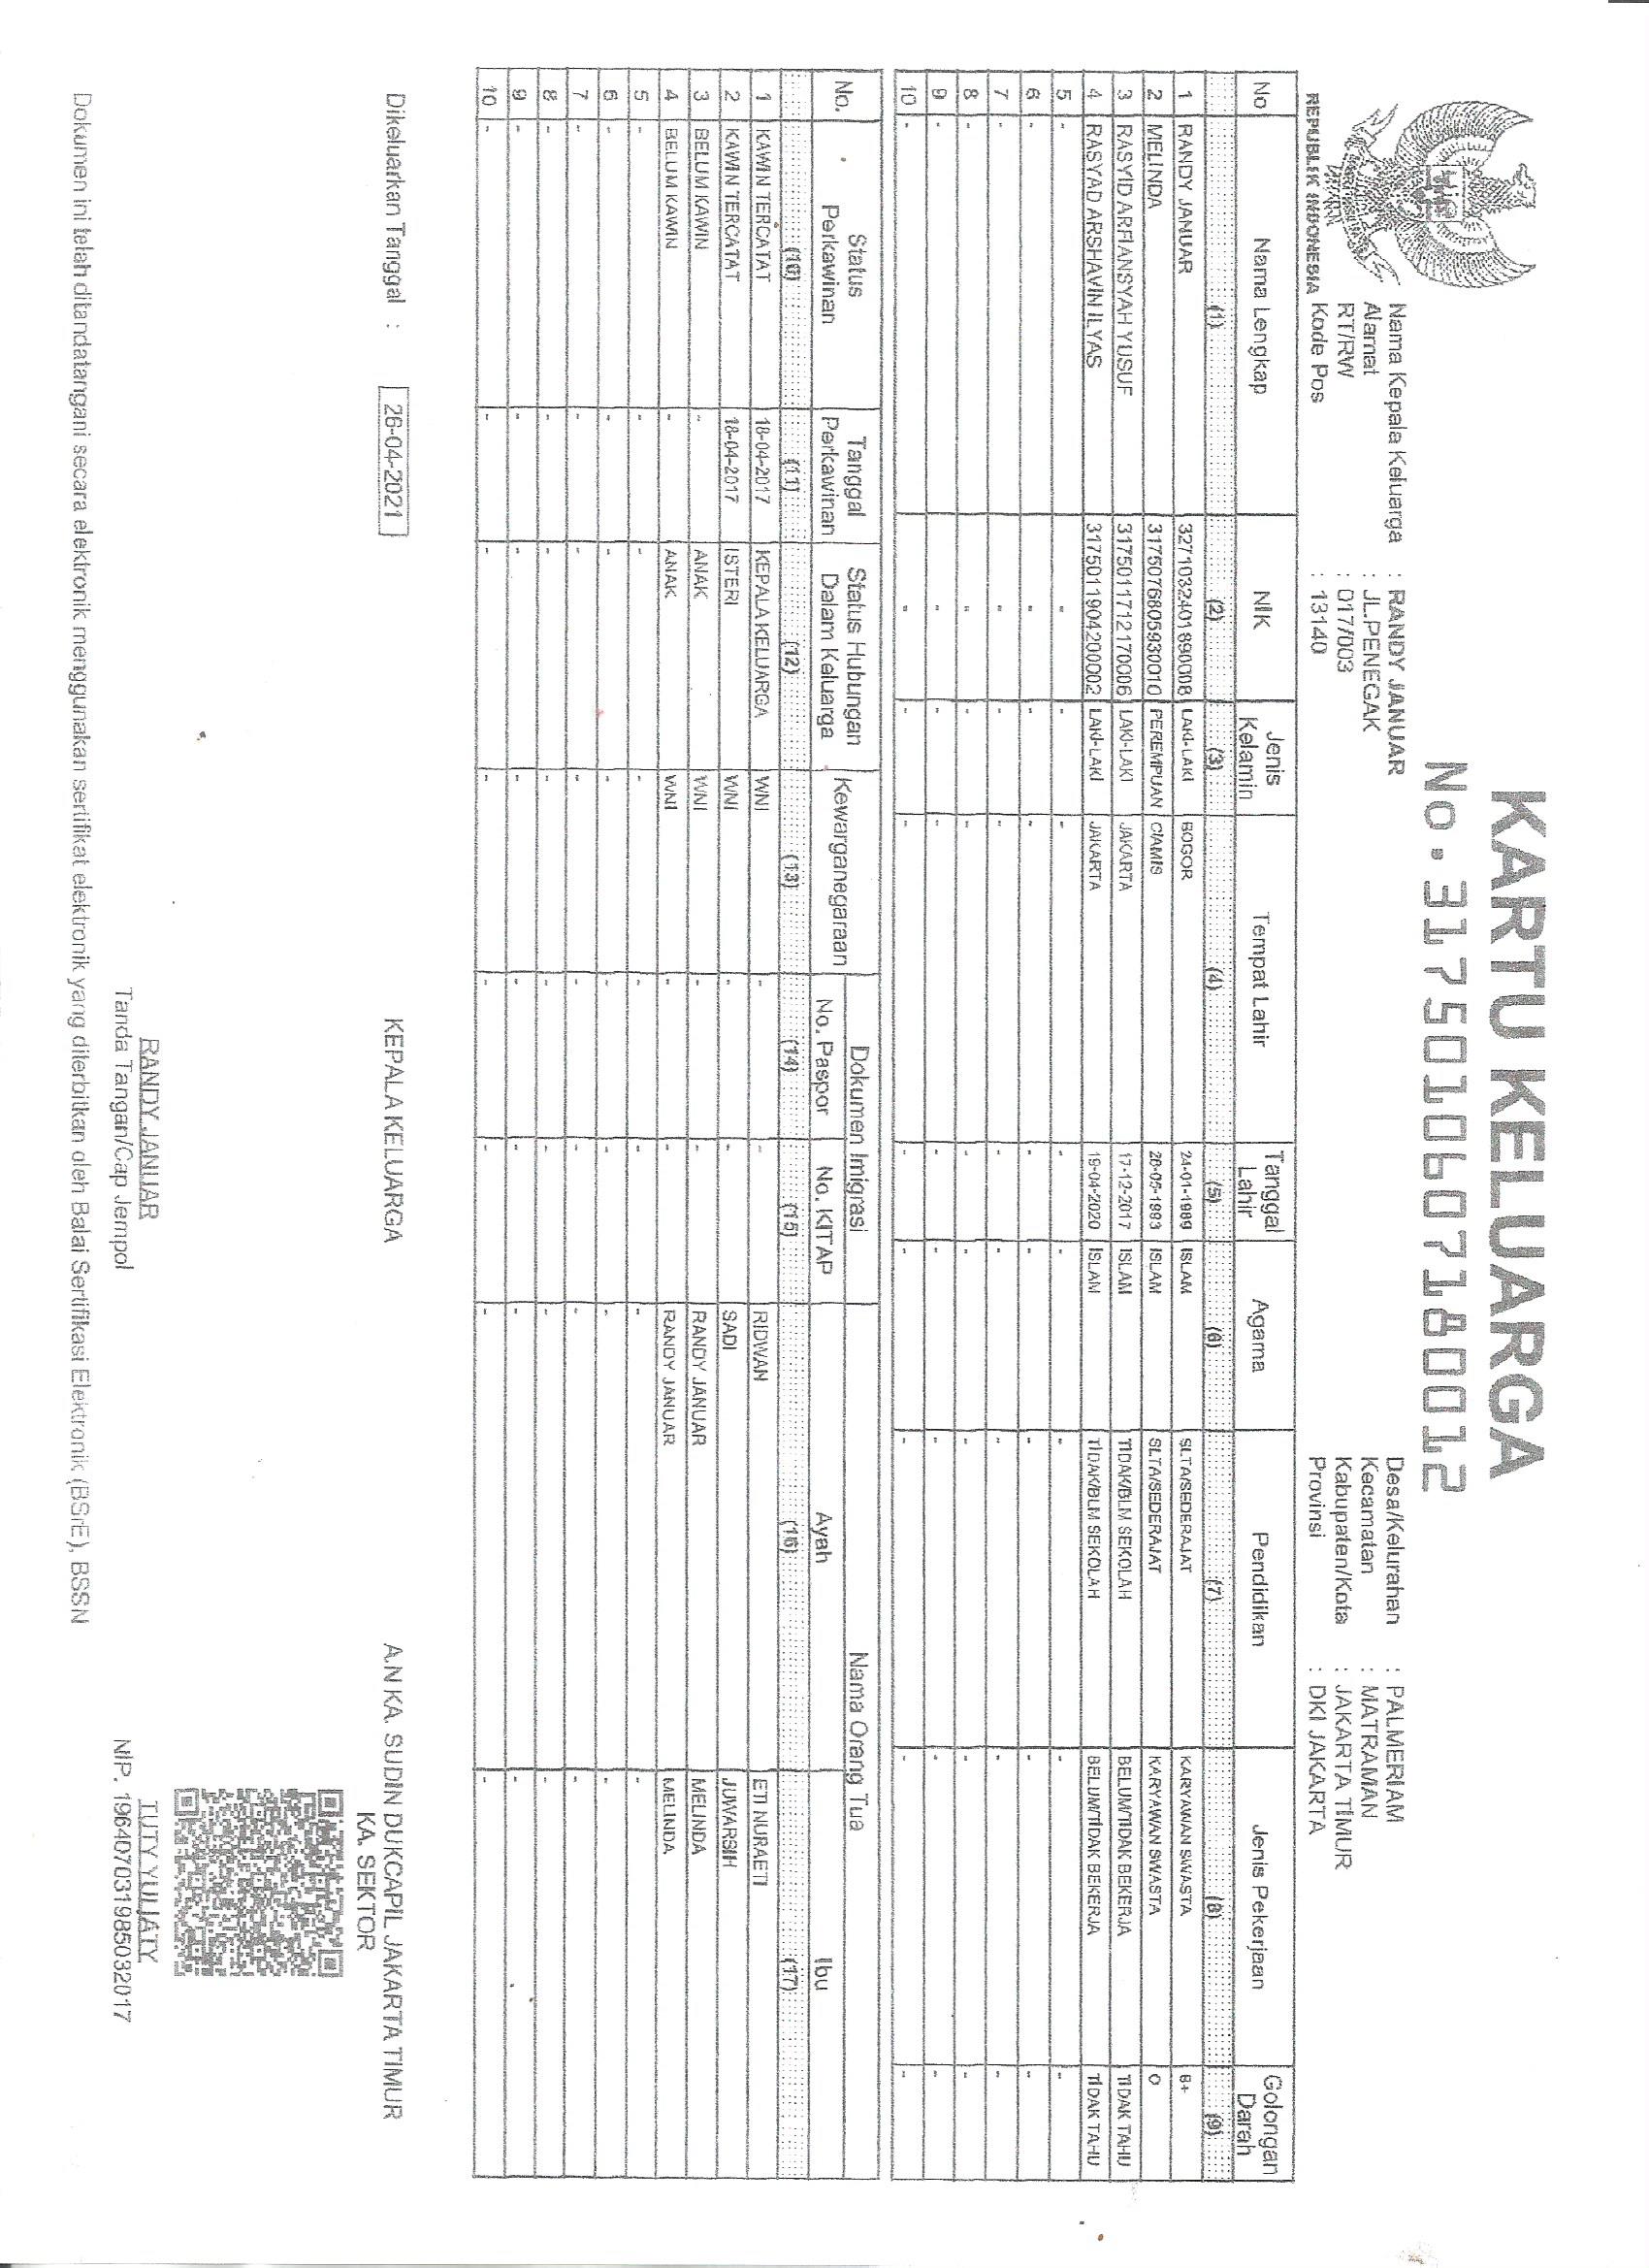 KARTU KELUARGA
No. 3175010607180012
REPUBLIK INDONESIA
Nama Kepala Keluarga : RANDY JANUAR
Alamat : JL.PENEGAK
RT/RW : 017/003
Kode Pos : 13140
Desa/Kelurahan : PALMERIAM
Kecamatan : MATRAMAN
Kabupaten/Kota : JAKARTA TIMUR
Provinsi : DKI JAKARTA
No Nama Lengkap NIK Jenis Kelamin Tempat Lahir Tanggal Lahir Agama Pendidikan Jenis Pekerjaan Golongan Darah
(1) (2) (3) (4) (5) (6) (7) (8) (9)
1 RANDY JANUAR 3271032401890008 LAKI-LAKI BOGOR 24-01-1989 ISLAM SLTA/SEDERAJAT KARYAWAN SWASTA B+
2 MELINDA 3175076805930010 PEREMPUAN CIAMIS 28-05-1993 ISLAM SLTA/SEDERAJAT KARYAWAN SWASTA O
3 RASYID ARFIANSYAH YUSUF 3175011712170006 LAKI-LAKI JAKARTA 17-12-2017 ISLAM TIDAK/BLM SEKOLAH BELUM/TIDAK BEKERJA TIDAK TAHU
4 RASYAD ARSHAVIN ILYAS 3175011904200002 LAKI-LAKI JAKARTA 19-04-2020 ISLAM TIDAK/BLM SEKOLAH BELUM/TIDAK BEKERJA TIDAK TAHU
5 - - - - - - - - -
6 - - - - - - - - -
7 - - - - - - - - -
8 - - - - - - - - -
9 - - - - - - - - -
10 - - - - - - - - -
No. Status Perkawinan Tanggal Perkawinan Status Hubungan Dalam Keluarga Kewarganegaraan Dokumen Imigrasi Nama Orang Tua
No. Paspor No. KITAP Ayah Ibu
(10) (11) (12) (13) (14) (15) (16) (17)
1 KAWIN TERCATAT 18-04-2017 KEPALA KELUARGA WNI - - RIDWAN ETI NURAETI
2 KAWIN TERCATAT 18-04-2017 ISTERI WNI - - SADI JUWARSIH
3 BELUM KAWIN - ANAK WNI - - RANDY JANUAR MELINDA
4 BELUM KAWIN - ANAK WNI - - RANDY JANUAR MELINDA
5 - - - - - - - -
6 - - - - - - - -
7 - - - - - - - -
8 - - - - - - - -
9 - - - - - - - -
10 - - - - - - - -
Dikeluarkan Tanggal : 26-04-2021
KEPALA KELUARGA
A.N KA. SUDIN DUKCAPIL JAKARTA TIMUR
KA. SEKTOR
RANDY JANUAR
Tanda Tangan/Cap Jempol
TUTY YULIATY
NIP. 196407031985032017
Dokumen ini telah ditandatangani secara elektronik menggunakan sertifikat elektronik yang diterbitkan oleh Balai Sertifikasi Elektronik (BSrE), BSSN